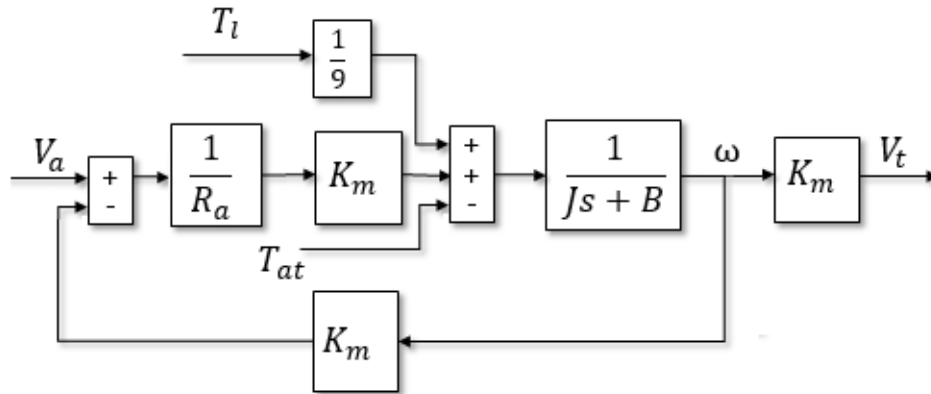 T_l
1/9
V_a
+
-
1/R_a
K_m
+
+
-
1/(Js + B)
ω
K_m
V_t
T_at
K_m